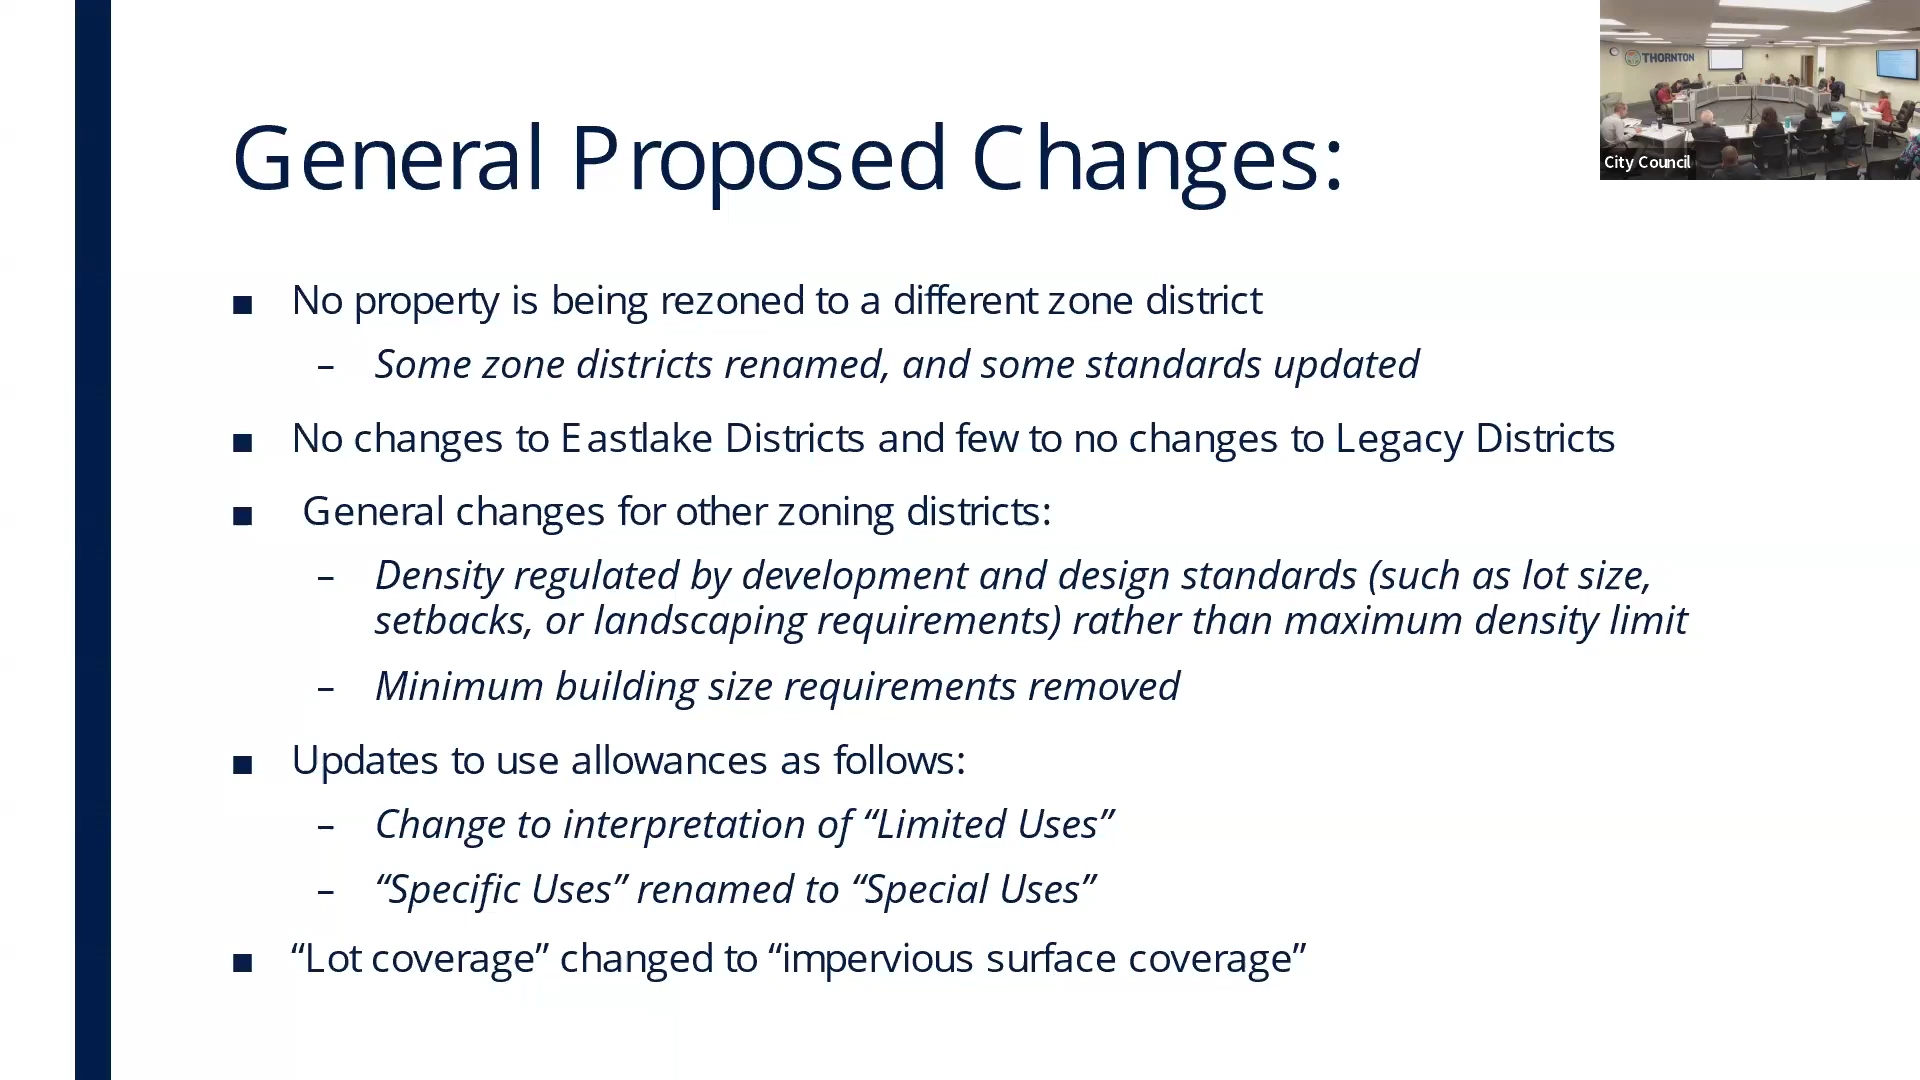 General Proposed Changes:
THORNTON
City Council
■ No property is being rezoned to a different zone district
– Some zone districts renamed, and some standards updated
■ No changes to Eastlake Districts and few to no changes to Legacy Districts
■ General changes for other zoning districts:
– Density regulated by development and design standards (such as lot size,
setbacks, or landscaping requirements) rather than maximum density limit
– Minimum building size requirements removed
■ Updates to use allowances as follows:
– Change to interpretation of “Limited Uses”
– “Specific Uses” renamed to “Special Uses”
■ “Lot coverage” changed to “impervious surface coverage”